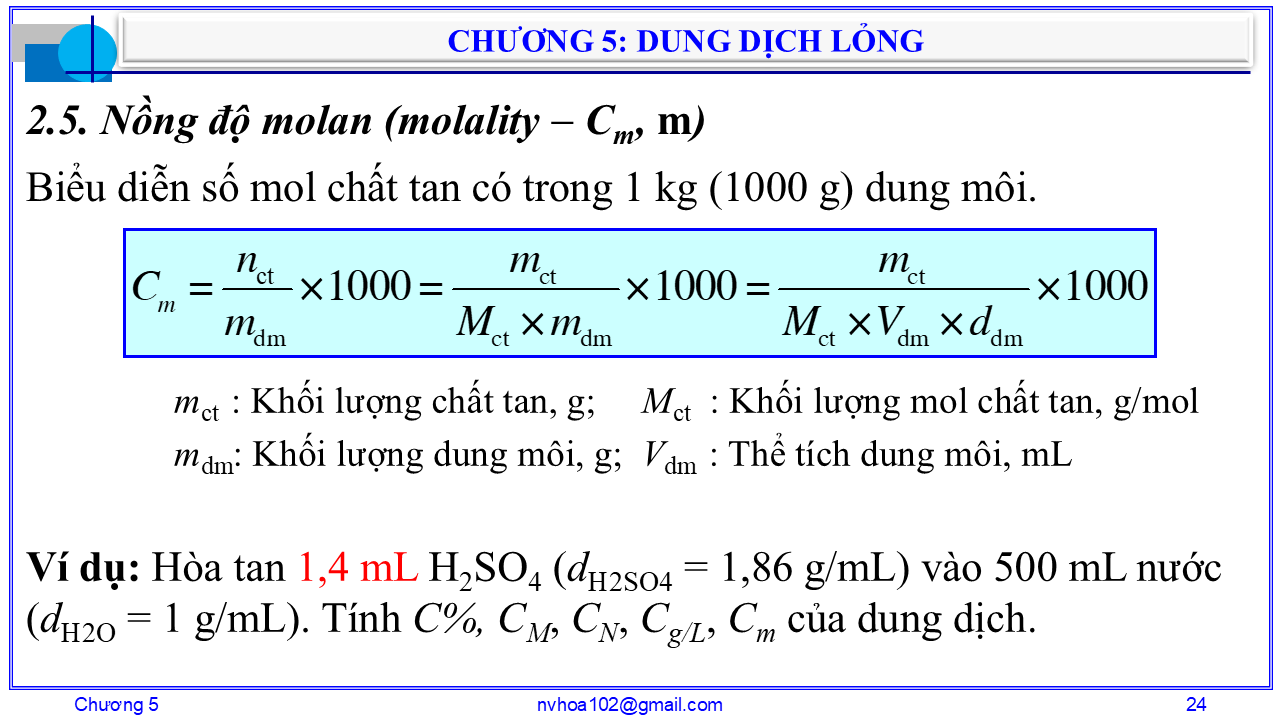 CHƯƠNG 5: DUNG DỊCH LỎNG
2.5. Nồng độ molan (molality – Cm, m)
Biểu diễn số mol chất tan có trong 1 kg (1000 g) dung môi.
Cm = nct / mdm × 1000 = mct / (Mct × mdm) × 1000 = mct / (Mct × Vdm × ddm) × 1000
mct : Khối lượng chất tan, g; Mct : Khối lượng mol chất tan, g/mol
mdm: Khối lượng dung môi, g; Vdm : Thể tích dung môi, mL
Ví dụ: Hòa tan 1,4 mL H2SO4 (dH2SO4 = 1,86 g/mL) vào 500 mL nước
(dH2O = 1 g/mL). Tính C%, CM, CN, Cg/L, Cm của dung dịch.
Chương 5 nvhoa102@gmail.com 24